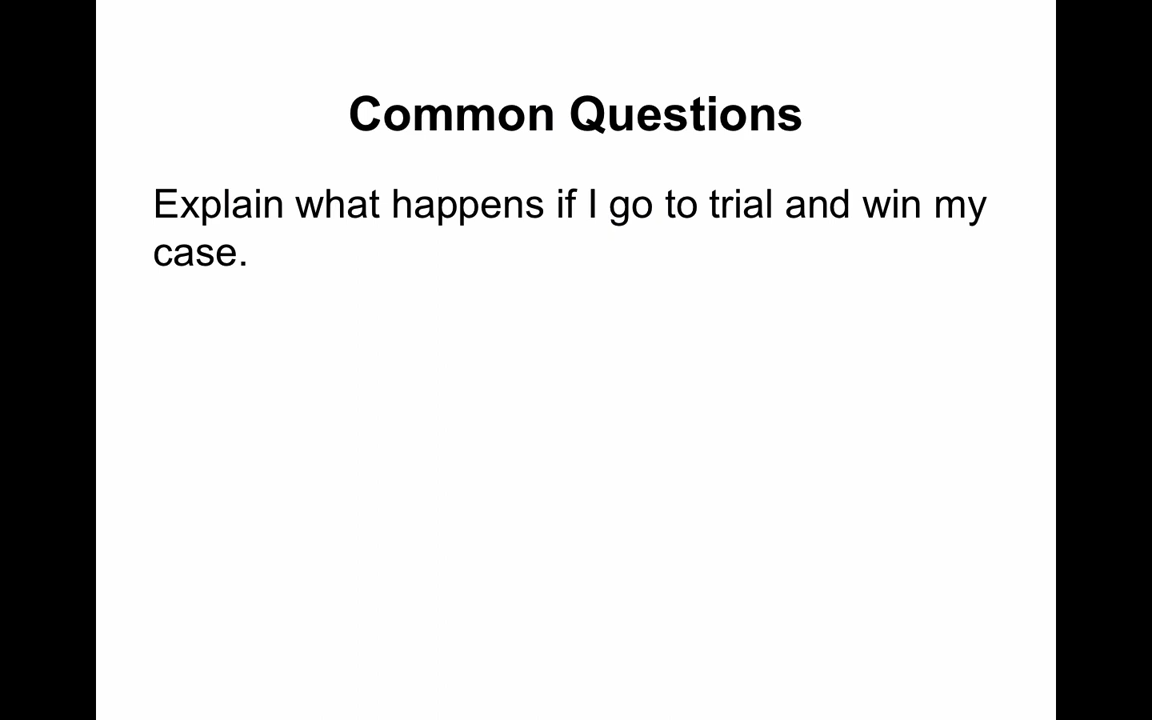 Common Questions
Explain what happens if I go to trial and win my
case.